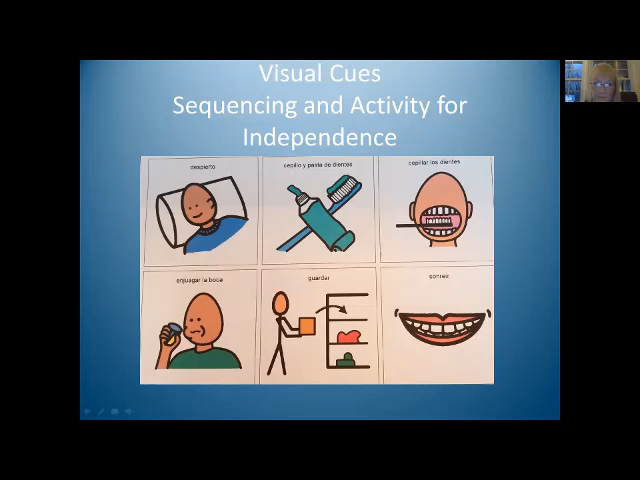 Visual Cues
Sequencing and Activity for
Independence
despierto
cepillo y pasta de dientes
cepillar los dientes
enjuagar la boca
guardar
sonreir